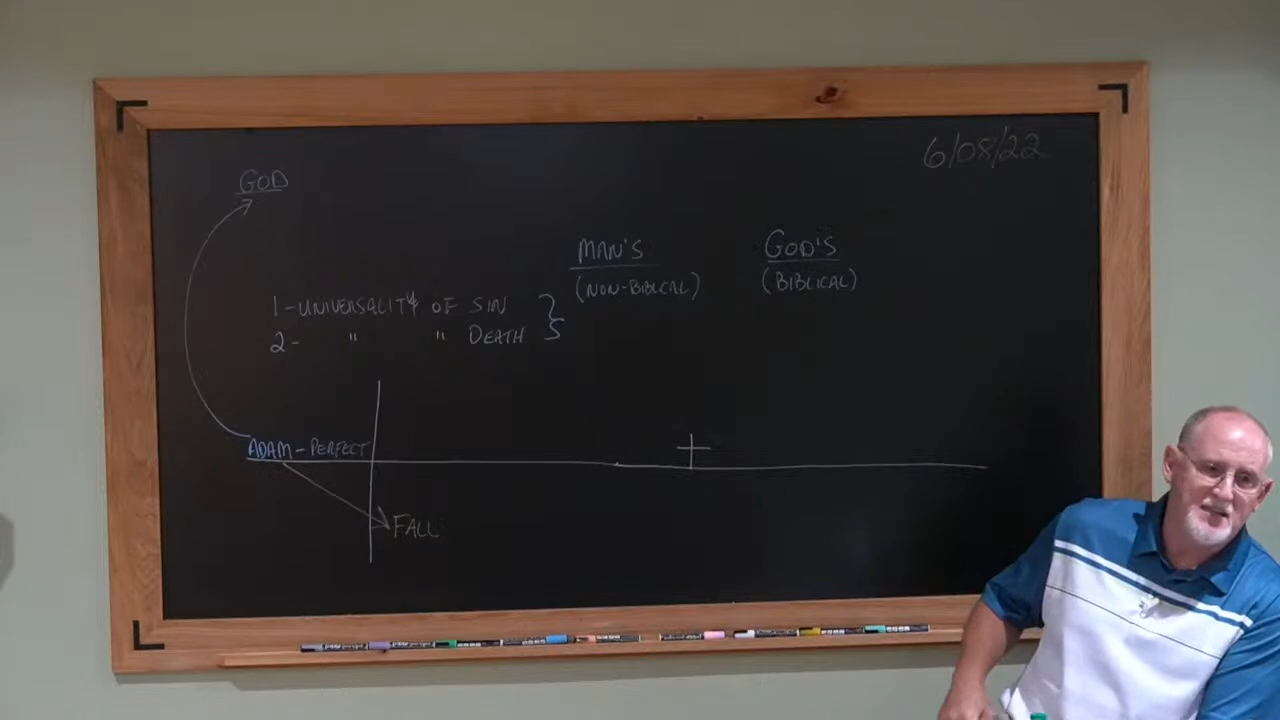 6/08/22
GOD
MAN'S
GOD'S
(NON-BIBLICAL)
(BIBLICAL)
1-UNIVERSALITY OF SIN
2- " " DEATH
ADAM-PERFECT
FALL